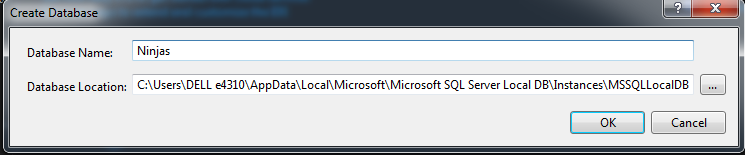 Create Database
?
Database Name: Ninjas
Database Location: C:\Users\DELL e4310\AppData\Local\Microsoft\Microsoft SQL Server Local DB\Instances\MSSQLLocalDB ...
OK Cancel